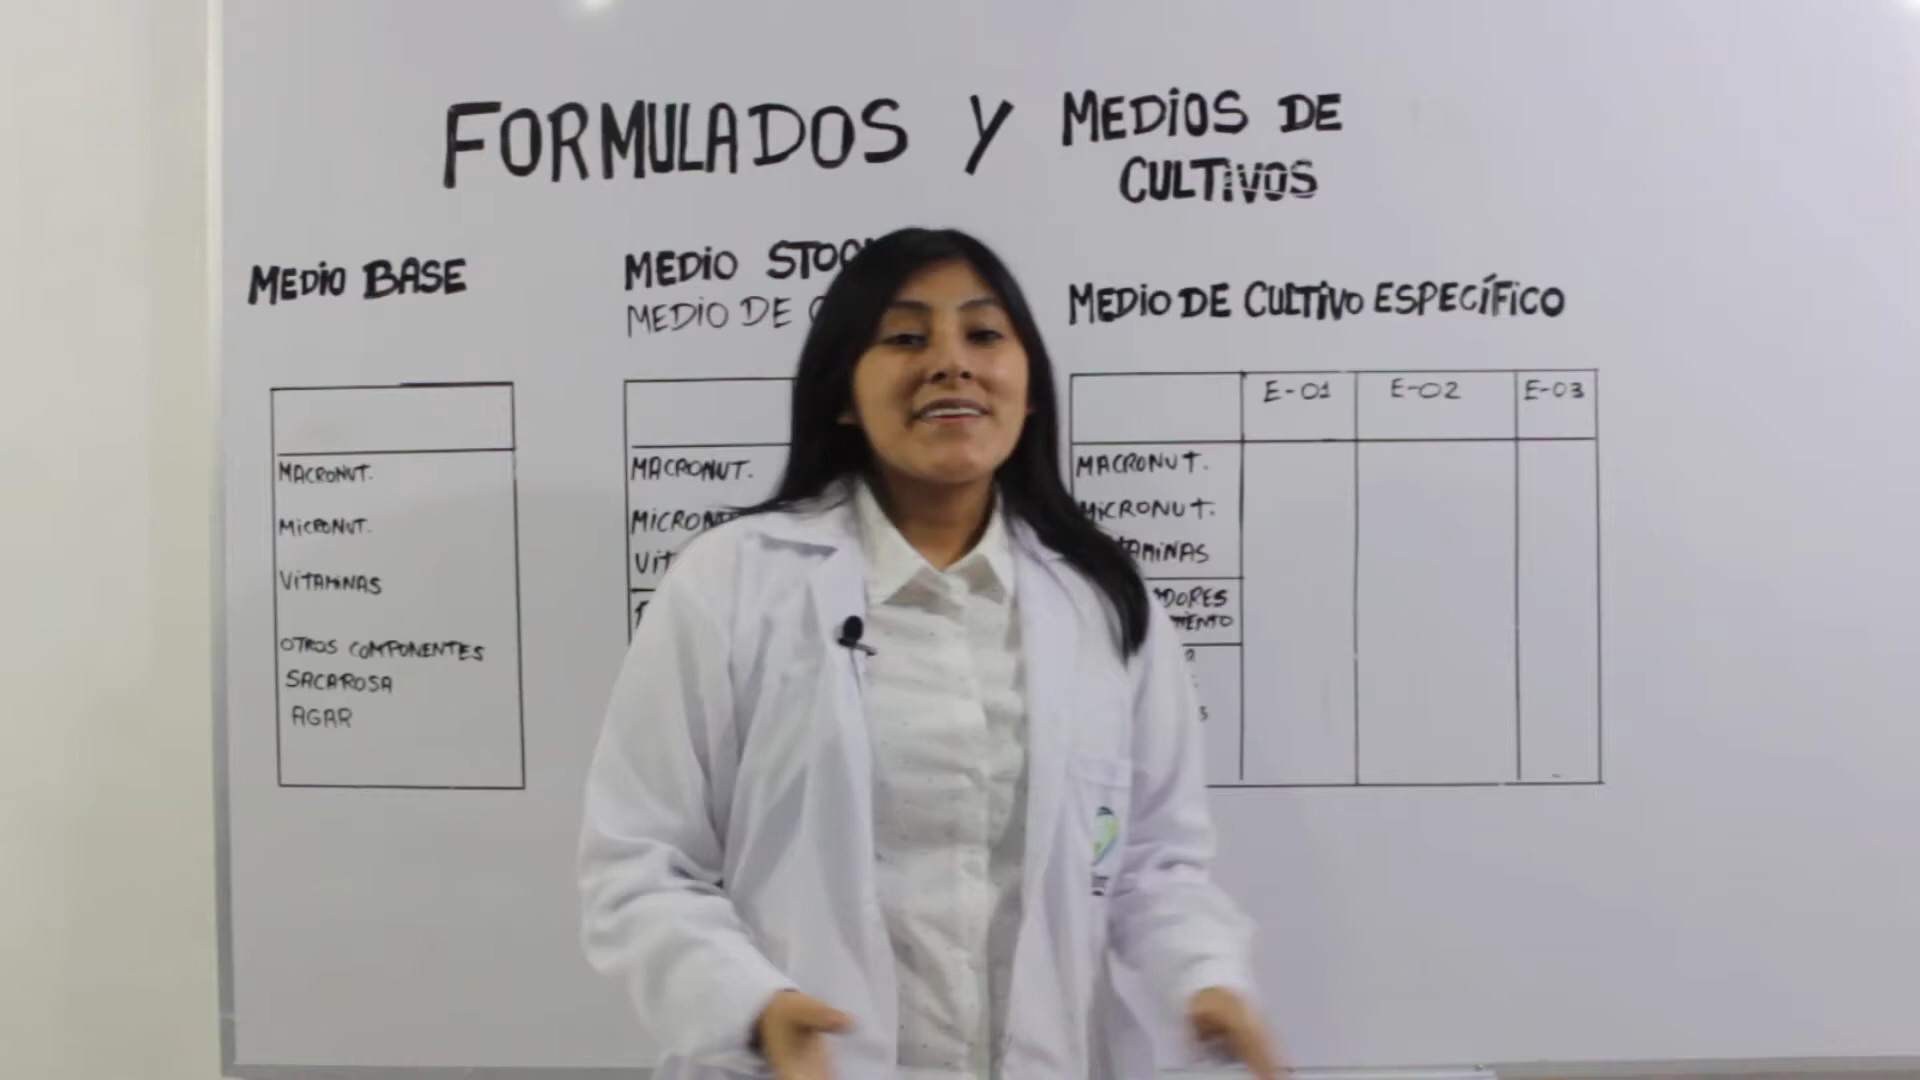 FORMULADOS Y MEDIOS DE
CULTIVOS
MEDIO BASE
MACRONUT.
MICRONUT.
VITAMINAS
OTROS COMPONENTES
SACAROSA
AGAR
MEDIO
MEDIO DE
MACRONUT.
MEDIO DE CULTIVO ESPECÍFICO
E-01 E-02 E-03
MACRONUT.
MICRONUT.